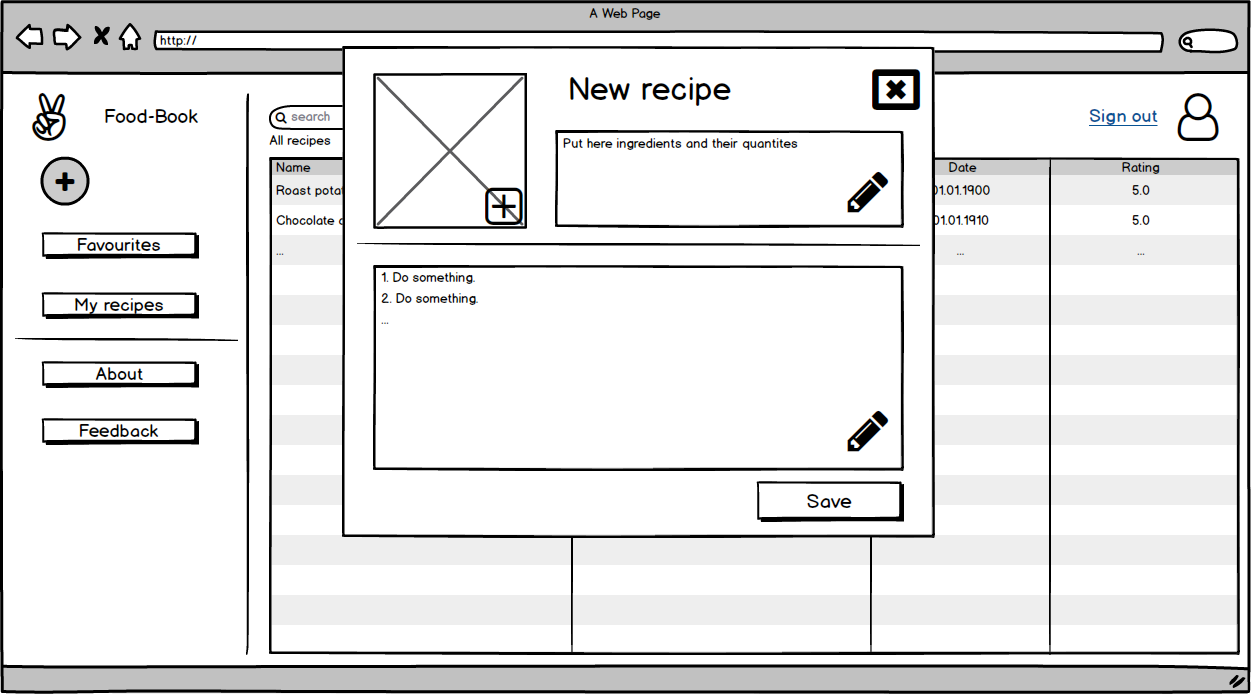 A Web Page
http://
Food-Book
Favourites
My recipes
About
Feedback
search
All recipes
Sign out
Name
Date
Rating
Roast
01.01.1900
5.0
Chocolate
01.01.1910
5.0
...
...
...
New recipe
Put here ingredients and their quantites
1. Do something.
2. Do something.
...
Save